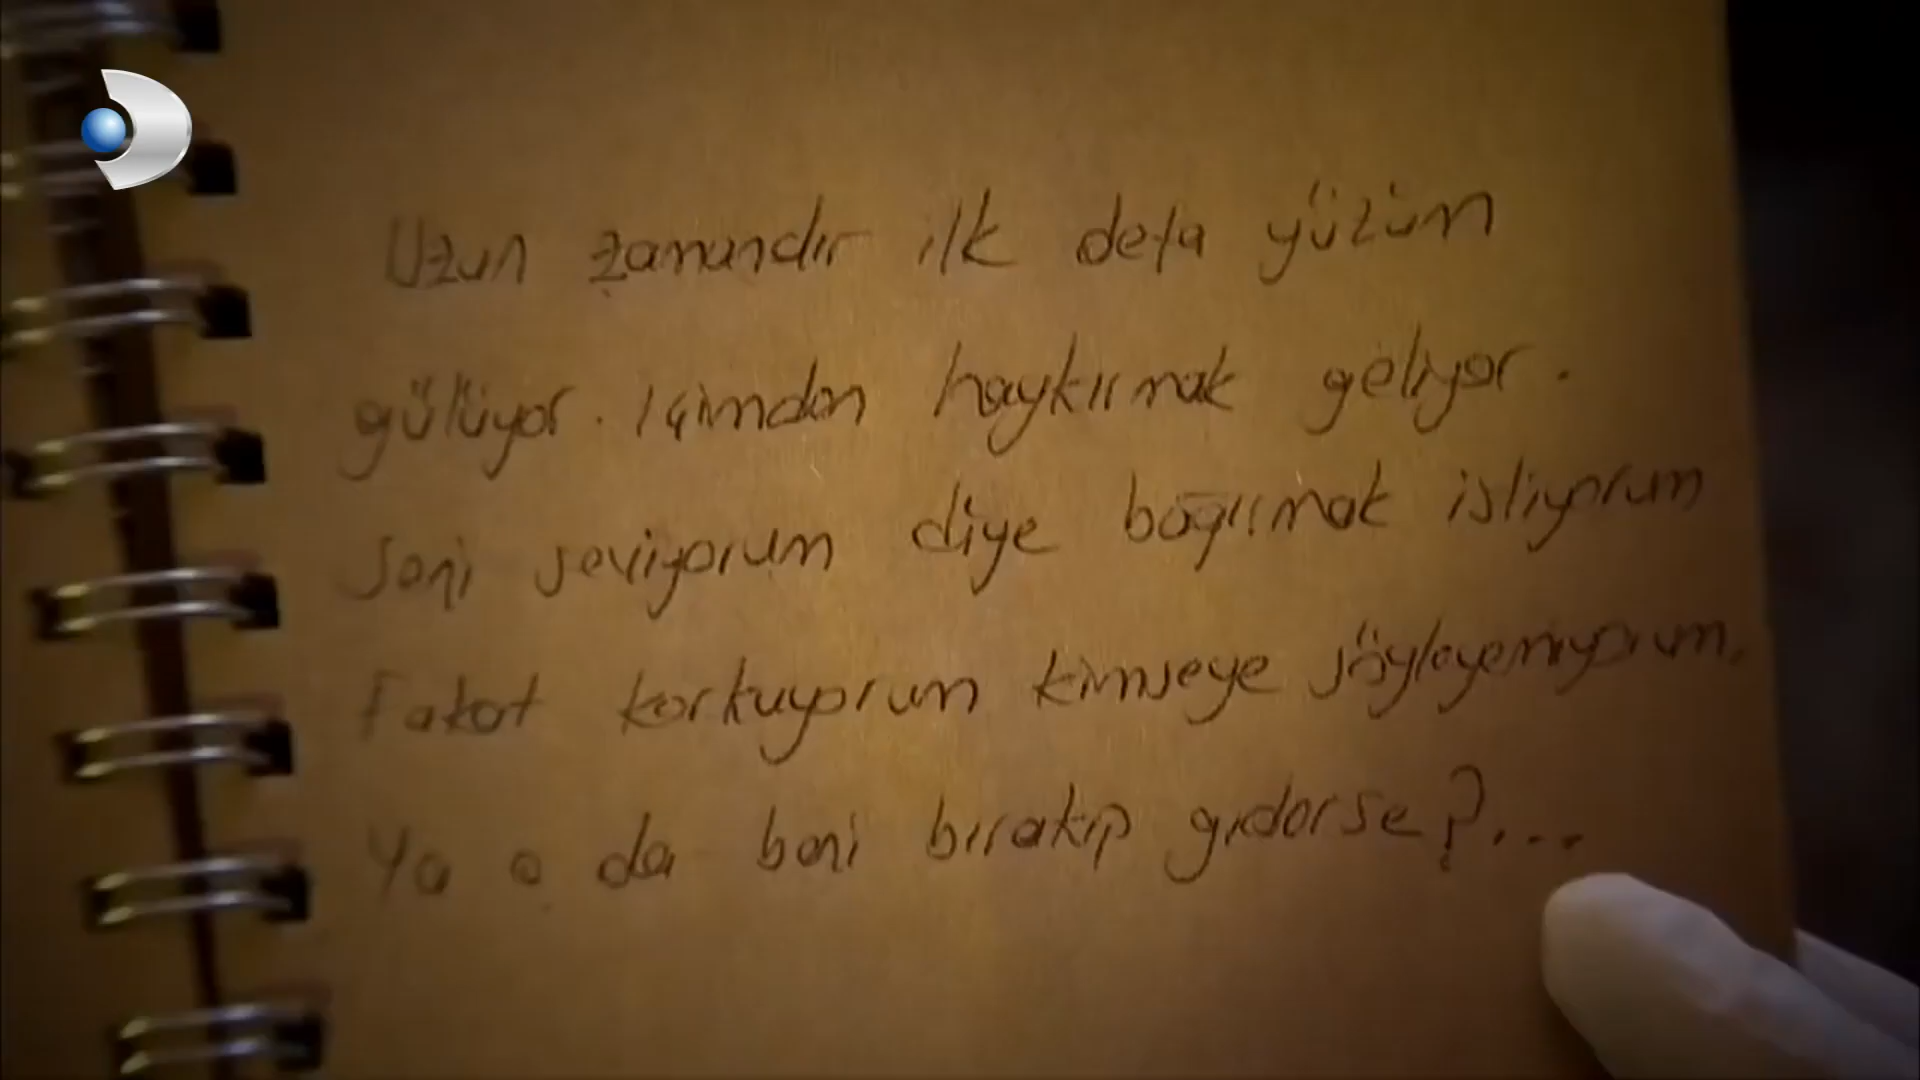 Uzun zamandır ilk defa yüzüm
gülüyor. Içimden haykırmak geliyor.
Seni seviyorum diye bağırmak istiyorum
Fakat korkuyorum kimseye söyleyemiyorum.
Ya o da beni bırakıp giderse?...